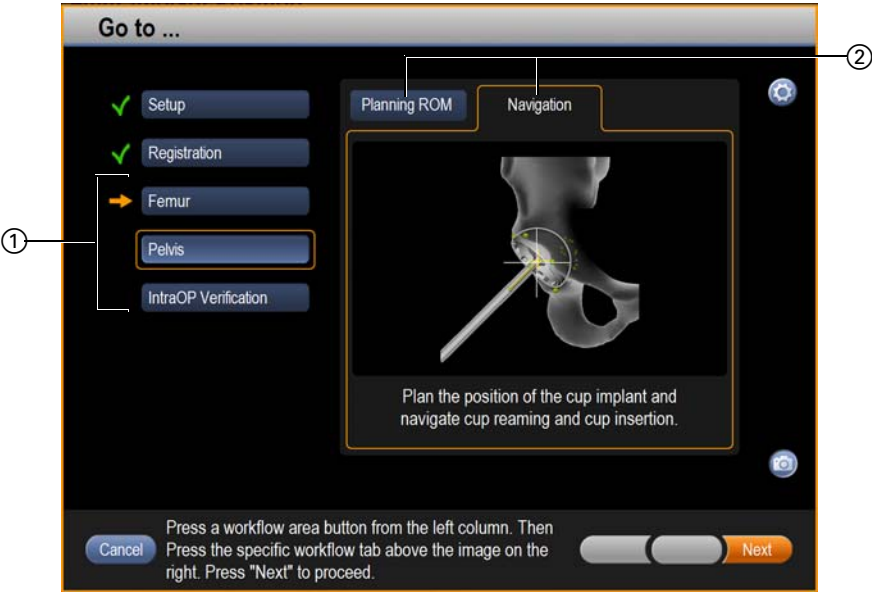 Go to ...
②
Setup
Planning ROM
Navigation
Registration
①
Femur
Pelvis
IntraOP Verification
Plan the position of the cup implant and
navigate cup reaming and cup insertion.
Cancel
Press a workflow area button from the left column. Then
Press the specific workflow tab above the image on the
right. Press "Next" to proceed.
Next